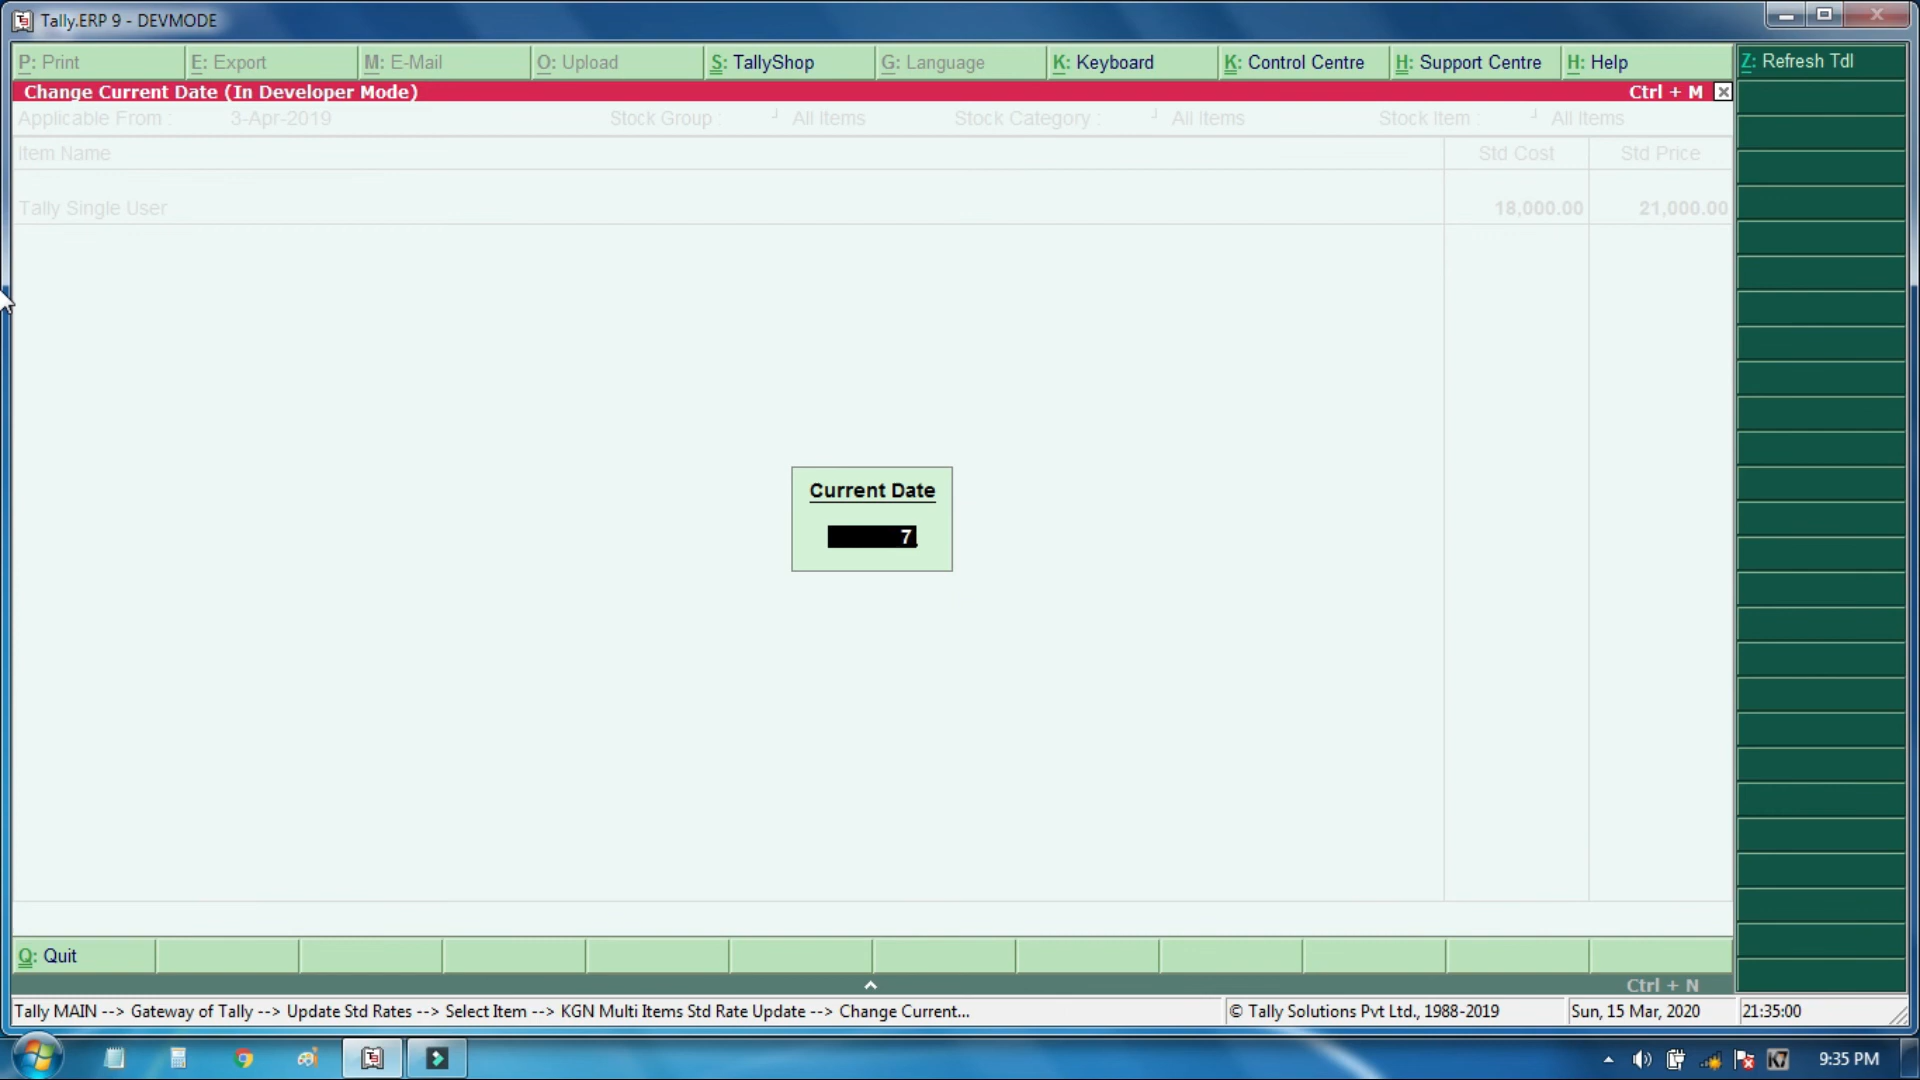 Tally.ERP 9 - DEVMODE
P: Print E: Export M: E-Mail O: Upload S: TallyShop G: Language K: Keyboard K: Control Centre H: Support Centre H: Help Z: Refresh Tdl
Change Current Date (In Developer Mode) Ctrl + M
Applicable From : 3-Apr-2019 Stock Group : ┘ All Items Stock Category : ┘ All Items Stock Item : ┘ All Items
Item Name Std Cost Std Price
Tally Single User 18,000.00 21,000.00
Current Date
7
Q: Quit
Ctrl + N
Tally MAIN --> Gateway of Tally --> Update Std Rates --> Select Item --> KGN Multi Items Std Rate Update --> Change Current... © Tally Solutions Pvt Ltd., 1988-2019 Sun, 15 Mar, 2020 21:35:00
K7 9:35 PM